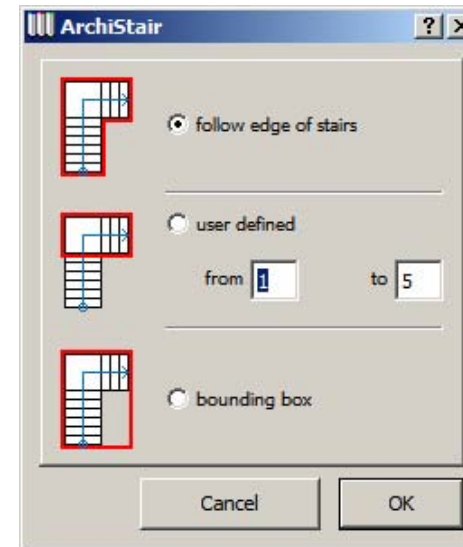 ArchiStair
follow edge of stairs
user defined
from 1 to 5
bounding box
Cancel OK